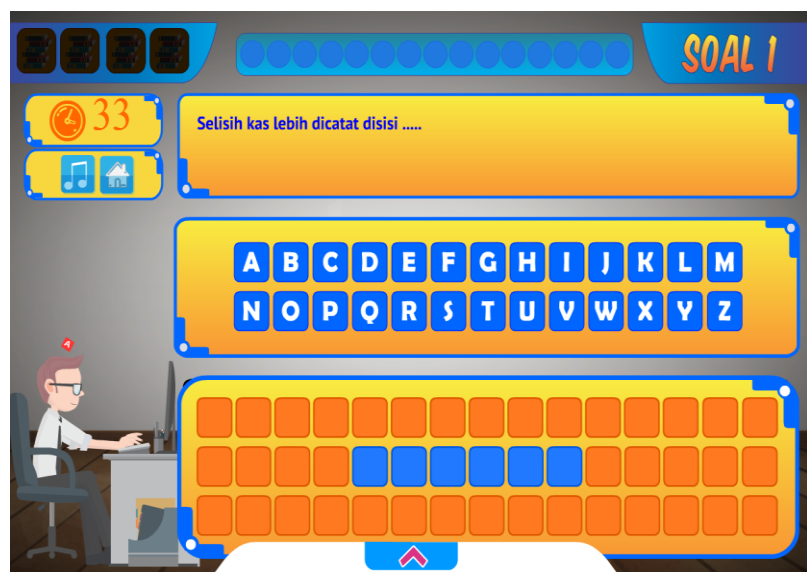 SOAL 1
33
Selisih kas lebih dicatat disisi .....
A B C D E F G H I J K L M
N O P Q R S T U V W X Y Z
A